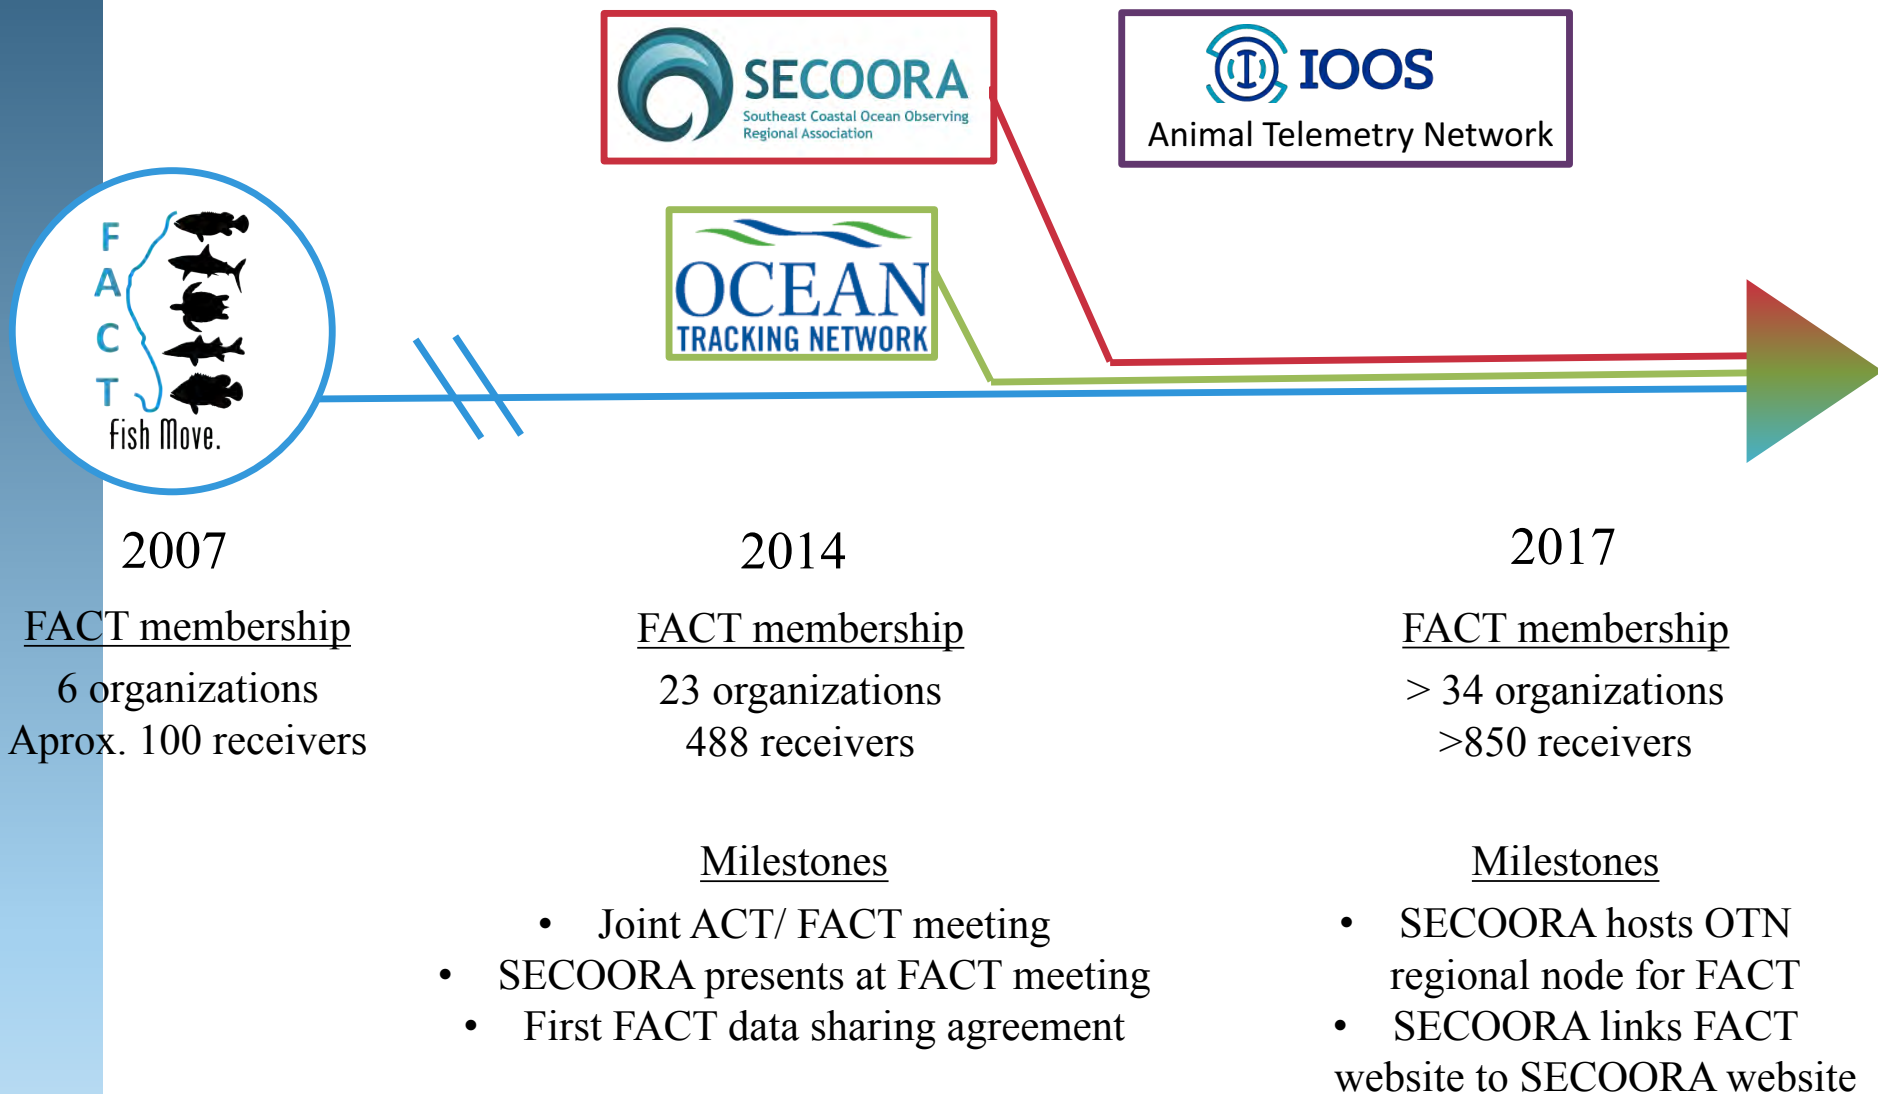 SECOORA
Southeast Coastal Ocean Observing
Regional Association
IOOS
Animal Telemetry Network
F
A
C
T
Fish Move.
OCEAN
TRACKING NETWORK
2007
FACT membership
6 organizations
Aprox. 100 receivers
2014
FACT membership
23 organizations
488 receivers
Milestones
• Joint ACT/ FACT meeting
• SECOORA presents at FACT meeting
• First FACT data sharing agreement
2017
FACT membership
> 34 organizations
>850 receivers
Milestones
• SECOORA hosts OTN
regional node for FACT
• SECOORA links FACT
website to SECOORA website